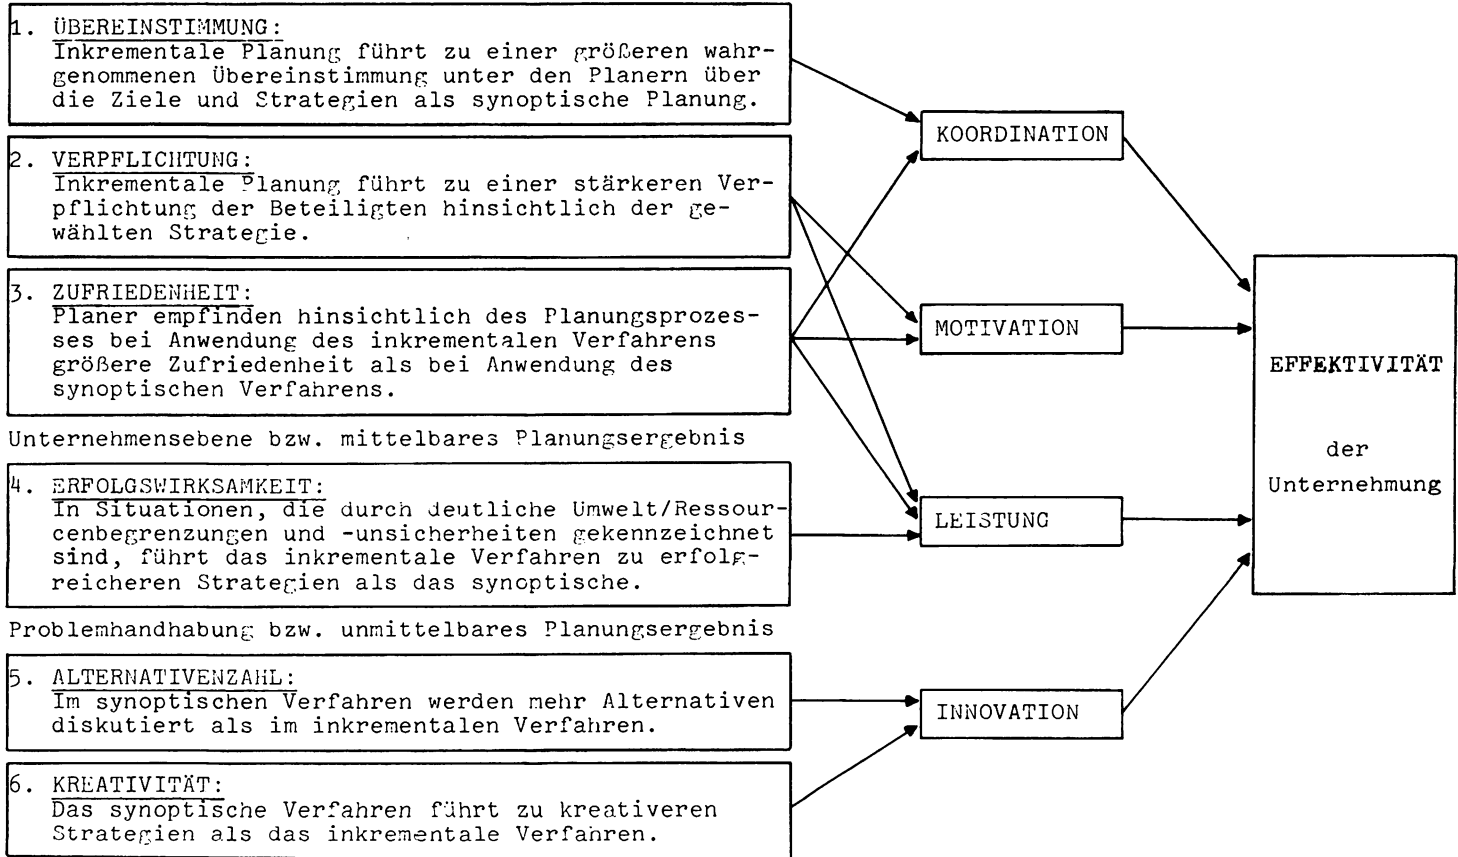 1. ÜBEREINSTIMMUNG:
Inkrementale Planung führt zu einer größeren wahr-
genommenen Übereinstimmung unter den Planern über
die Ziele und Strategien als synoptische Planung.
2. VERPFLICHTUNG:
Inkrementale Planung führt zu einer stärkeren Ver-
pflichtung der Beteiligten hinsichtlich der ge-
wählten Strategie.
3. ZUFRIEDENHEIT:
Planer empfinden hinsichtlich des Planungsprozes-
ses bei Anwendung des inkrementalen Verfahrens
größere Zufriedenheit als bei Anwendung des
synoptischen Verfahrens.
Unternehmensebene bzw. mittelbares Planungsergebnis
4. ERFOLGSWIRKSAMKEIT:
In Situationen, die durch deutliche Umwelt/Ressour-
cenbegrenzungen und -unsicherheiten gekennzeichnet
sind, führt das inkrementale Verfahren zu erfolg-
reicheren Strategien als das synoptische.
Problemhandhabung bzw. unmittelbares Planungsergebnis
5. ALTERNATIVENZAHL:
Im synoptischen Verfahren werden mehr Alternativen
diskutiert als im inkrementalen Verfahren.
6. KREATIVITÄT:
Das synoptische Verfahren führt zu kreativeren
Strategien als das inkrementale Verfahren.
KOORDINATION
MOTIVATION
LEISTUNG
INNOVATION
EFFEKTIVITÄT
der
Unternehmung